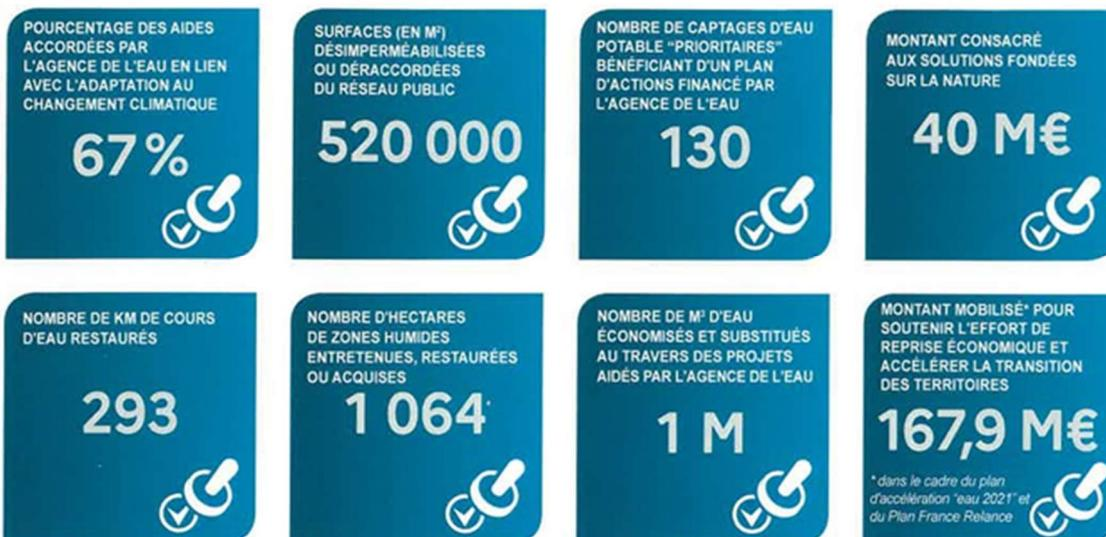 POURCENTAGE DES AIDES
ACCORDÉES PAR
L'AGENCE DE L'EAU EN LIEN
AVEC L'ADAPTATION AU
CHANGEMENT CLIMATIQUE
67 %
SURFACES (EN M²)
DÉSIMPERMÉABILISÉES
OU DÉRACCORDÉES
DU RÉSEAU PUBLIC
520 000
NOMBRE DE CAPTAGES D'EAU
POTABLE "PRIORITAIRES"
BÉNÉFICIANT D'UN PLAN
D'ACTIONS FINANCÉ PAR
L'AGENCE DE L'EAU
130
MONTANT CONSACRÉ
AUX SOLUTIONS FONDÉES
SUR LA NATURE
40 M€
NOMBRE DE KM DE COURS
D'EAU RESTAURÉS
293
NOMBRE D'HECTARES
DE ZONES HUMIDES
ENTRETENUES, RESTAURÉES
OU ACQUISES
1 064
NOMBRE DE M³ D'EAU
ÉCONOMISÉS ET SUBSTITUÉS
AU TRAVERS DES PROJETS
AIDÉS PAR L'AGENCE DE L'EAU
1 M
MONTANT MOBILISÉ* POUR
SOUTENIR L'EFFORT DE
REPRISE ÉCONOMIQUE ET
ACCÉLÉRER LA TRANSITION
DES TERRITOIRES
167,9 M€
* dans le cadre du plan
d'accélération "eau 2021" et
du Plan France Relance